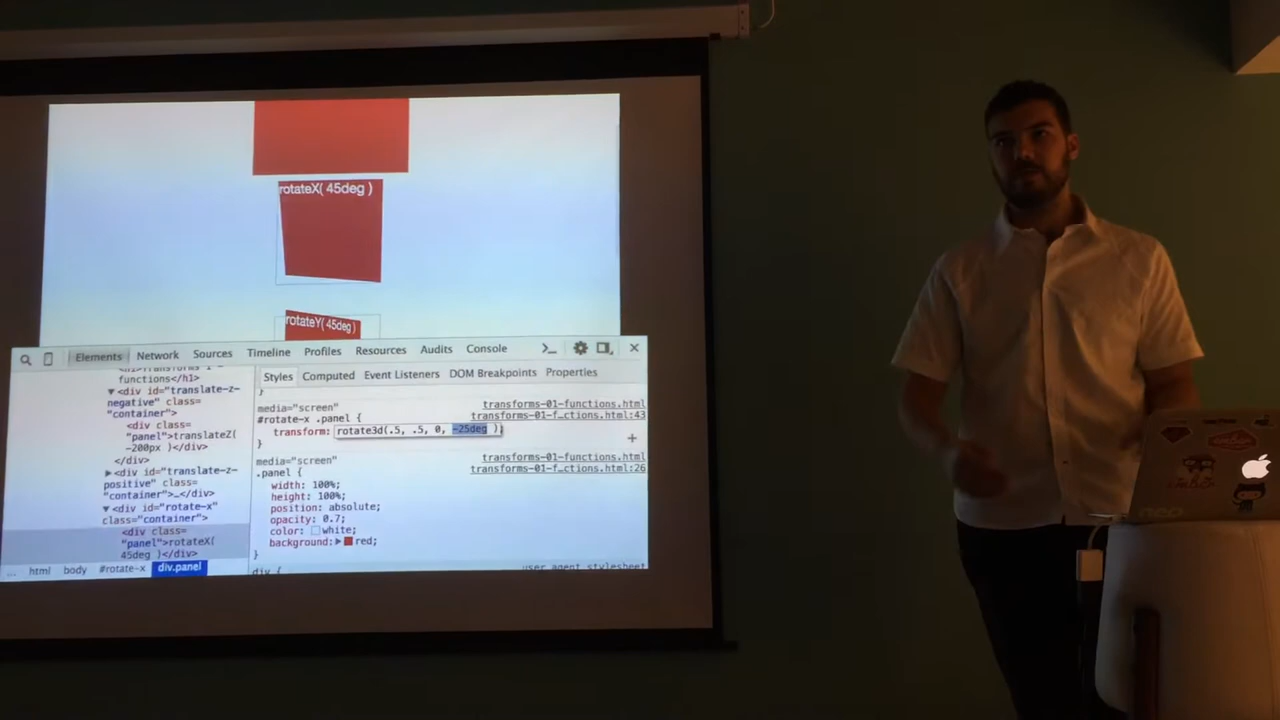 rotateX( 45deg )
rotateY( 45deg )
Elements Network Sources Timeline Profiles Resources Audits Console
functions</h1>
<div id="translate-z-
negative" class=
"container">
<div class=
"panel">translateZ(
-200px )</div>
</div>
<div id="translate-z-
positive" class=
"container">…</div>
<div id="rotate-x"
class="container">
<div class=
"panel">rotateX(
45deg )</div>
... html body #rotate-x div.panel
Styles Computed Event Listeners DOM Breakpoints Properties
}
media="screen" transforms-01-functions.html
#rotate-x .panel { transforms-01-f…ctions.html:43
transform: rotate3d(.5, .5, 0, -25deg );
}
media="screen" transforms-01-functions.html
.panel { transforms-01-f…ctions.html:26
width: 100%;
height: 100%;
position: absolute;
opacity: 0.7;
color: white;
background: red;
}
div { user agent stylesheet